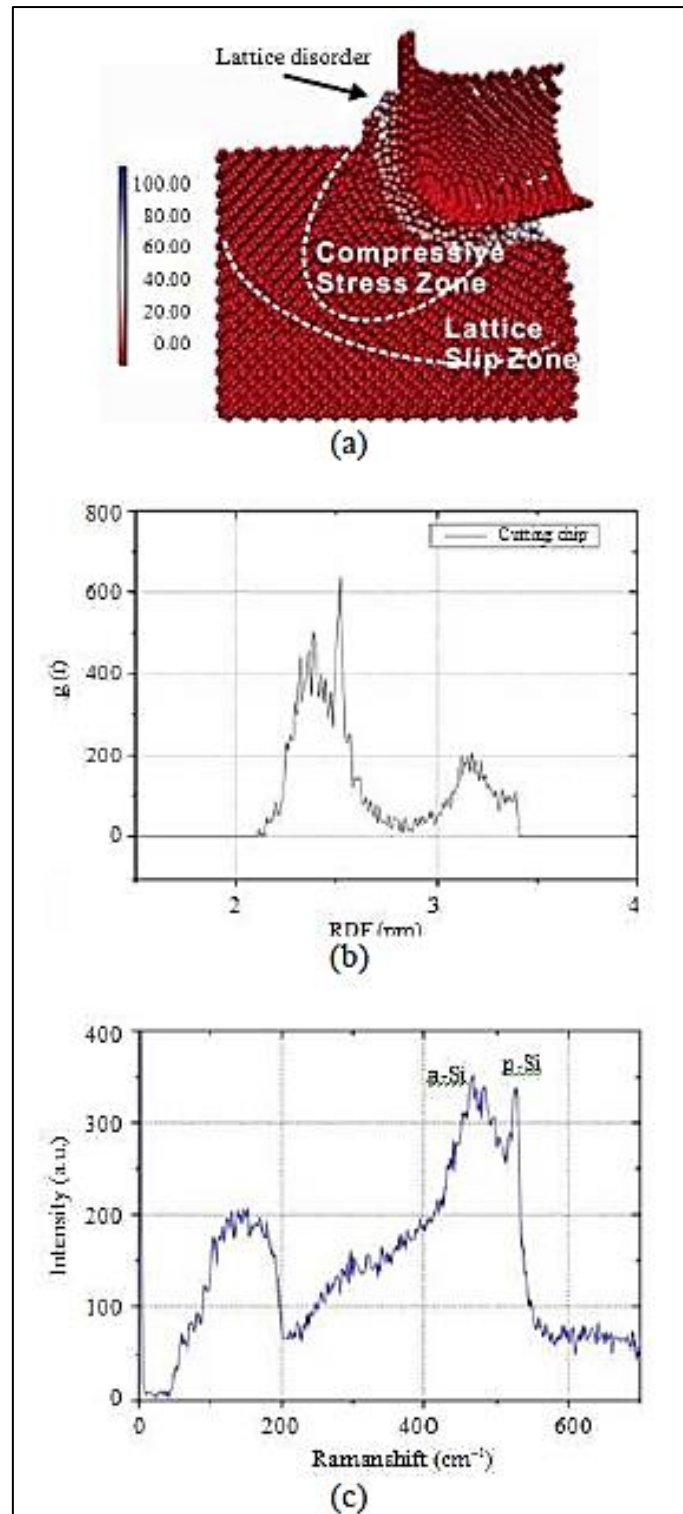 Lattice disorder
100.00
80.00
60.00
40.00
20.00
0.00
Compressive
Stress Zone
Lattice
Slip Zone
(a)
800
600
400
200
0
g(r)
Cutting chip
2
3
4
RDF (nm)
(b)
400
300
200
100
0
Intensity (a.u.)
a-Si
p-Si
0
200
400
600
Ramanshift (cm⁻¹)
(c)